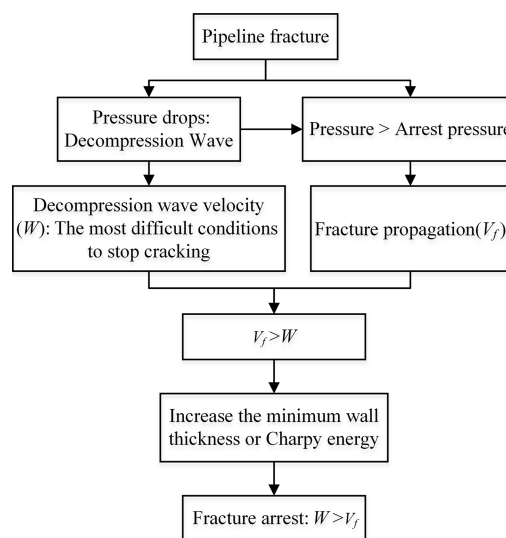 Pipeline fracture
Pressure drops:
Decompression Wave
Pressure > Arrest pressure
Decompression wave velocity
(W): The most difficult conditions
to stop cracking
Fracture propagation(Vf)
Vf>W
Increase the minimum wall
thickness or Charpy energy
Fracture arrest: W>Vf